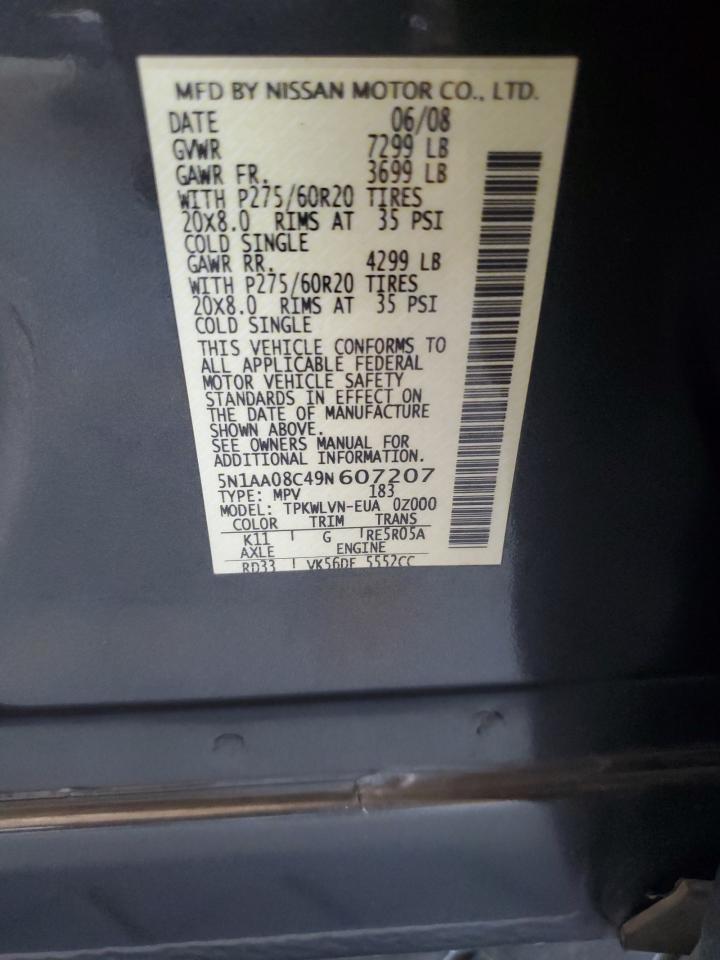 MFD BY NISSAN MOTOR CO., LTD.
DATE 06/08
GVWR 7299 LB
GAWR FR. 3699 LB
WITH P275/60R20 TIRES
20X8.0 RIMS AT 35 PSI
COLD SINGLE
GAWR RR. 4299 LB
WITH P275/60R20 TIRES
20X8.0 RIMS AT 35 PSI
COLD SINGLE
THIS VEHICLE CONFORMS TO
ALL APPLICABLE FEDERAL
MOTOR VEHICLE SAFETY
STANDARDS IN EFFECT ON
THE DATE OF MANUFACTURE
SHOWN ABOVE.
SEE OWNERS MANUAL FOR
ADDITIONAL INFORMATION.
5N1AA08C49N607207
TYPE: MPV 183
MODEL: TPKWLVN-EUA 0Z000
COLOR TRIM TRANS
K11 G RE5R05A
AXLE ENGINE
RD33 VK56DE 5552CC